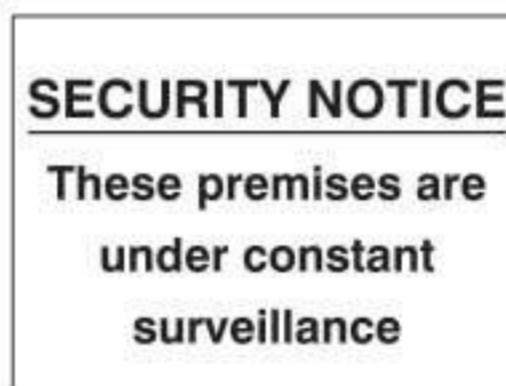 SECURITY NOTICE
These premises are
under constant
surveillance